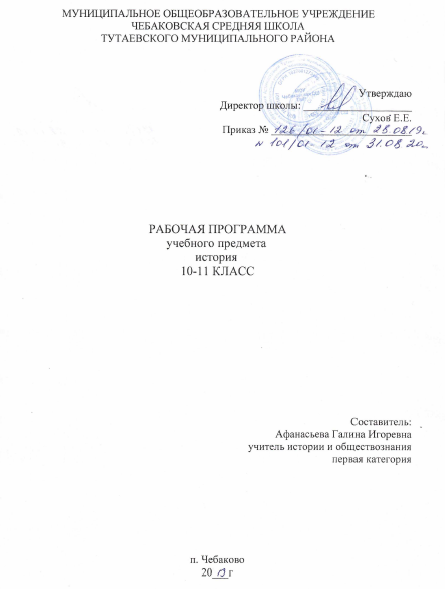 МУНИЦИПАЛЬНОЕ ОБЩЕОБРАЗОВАТЕЛЬНОЕ УЧРЕЖДЕНИЕ
ЧЕБАКОВСКАЯ СРЕДНЯЯ ШКОЛА
ТУТАЕВСКОГО МУНИЦИПАЛЬНОГО РАЙОНА
Утверждаю
Директор школы:
Сухов Е.Е.
Приказ № 126/01-12 от 28.08.19г.
№ 101/01-12 от 31.08.20г.
РАБОЧАЯ ПРОГРАММА
учебного предмета
история
10-11 КЛАСС
Составитель:
Афанасьева Галина Игоревна
учитель истории и обществознания
первая категория
п. Чебаково
20 г